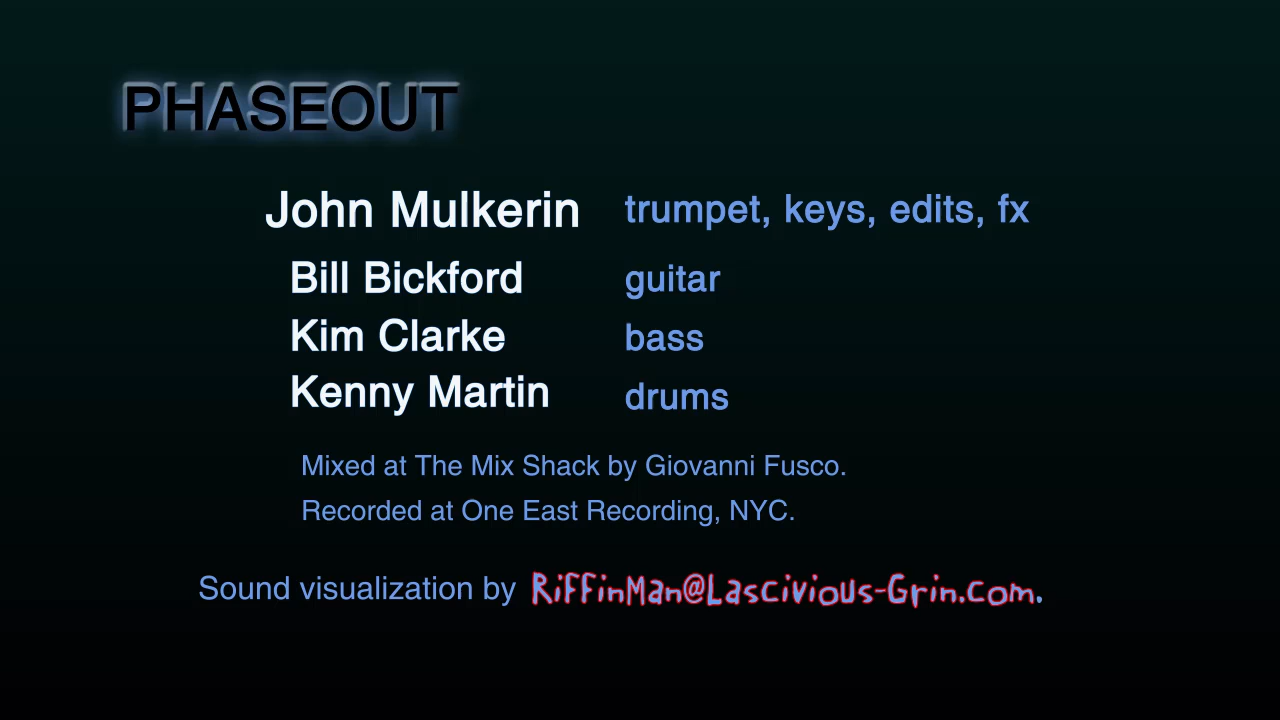 PHASEOUT
John Mulkerin trumpet, keys, edits, fx
Bill Bickford guitar
Kim Clarke bass
Kenny Martin drums
Mixed at The Mix Shack by Giovanni Fusco.
Recorded at One East Recording, NYC.
Sound visualization by RiffinMan@Lascivious-Grin.com.